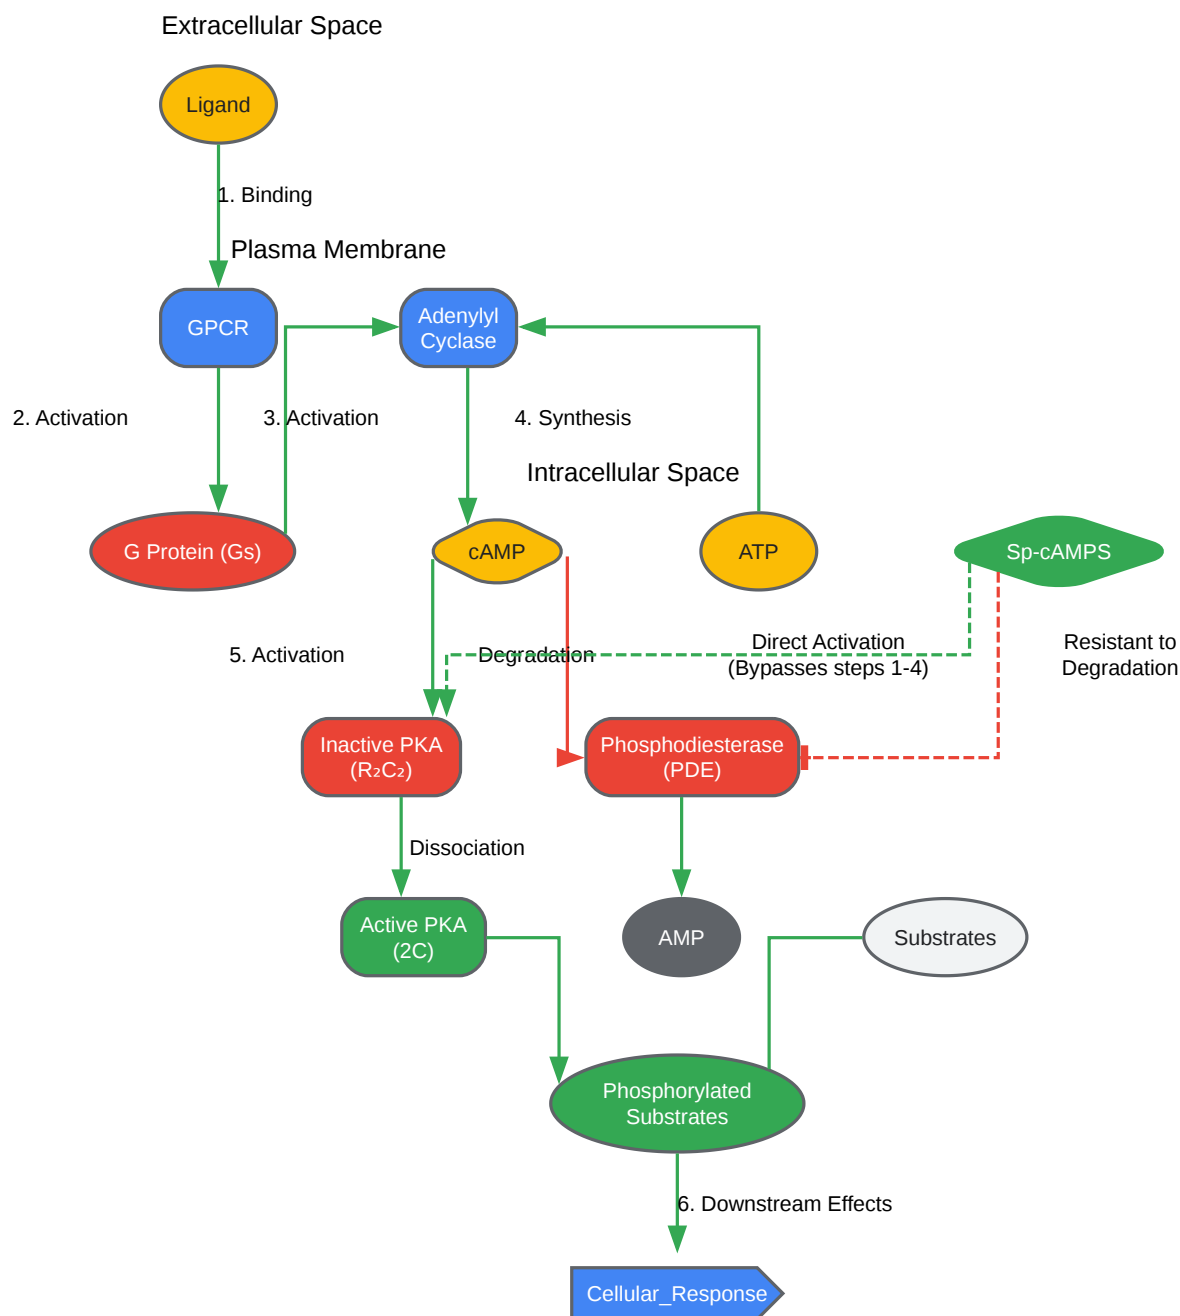 Extracellular Space
Ligand
1. Binding
Plasma Membrane
GPCR
Adenylyl
Cyclase
2. Activation
3. Activation
4. Synthesis
Intracellular Space
G Protein (Gs)
cAMP
ATP
Sp-cAMPS
5. Activation
Degradation
Direct Activation
(Bypasses steps 1-4)
Resistant to
Degradation
Inactive PKA
(R₂C₂)
Phosphodiesterase
(PDE)
Dissociation
Active PKA
(2C)
AMP
Substrates
Phosphorylated
Substrates
6. Downstream Effects
Cellular_Response